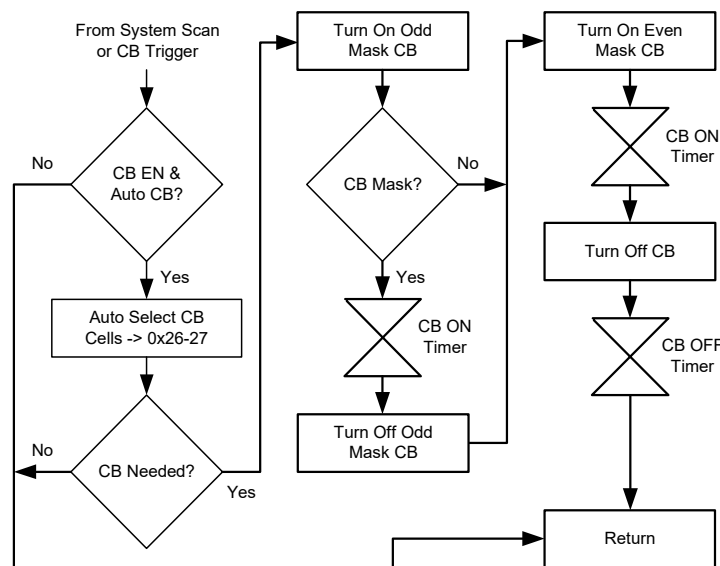 From System Scan
or CB Trigger
No
CB EN &
Auto CB?
Yes
Auto Select CB
Cells -> 0x26-27
No
CB Needed?
Yes
Turn On Odd
Mask CB
CB Mask?
No
Yes
CB ON
Timer
Turn Off Odd
Mask CB
Turn On Even
Mask CB
CB ON
Timer
Turn Off CB
CB OFF
Timer
Return